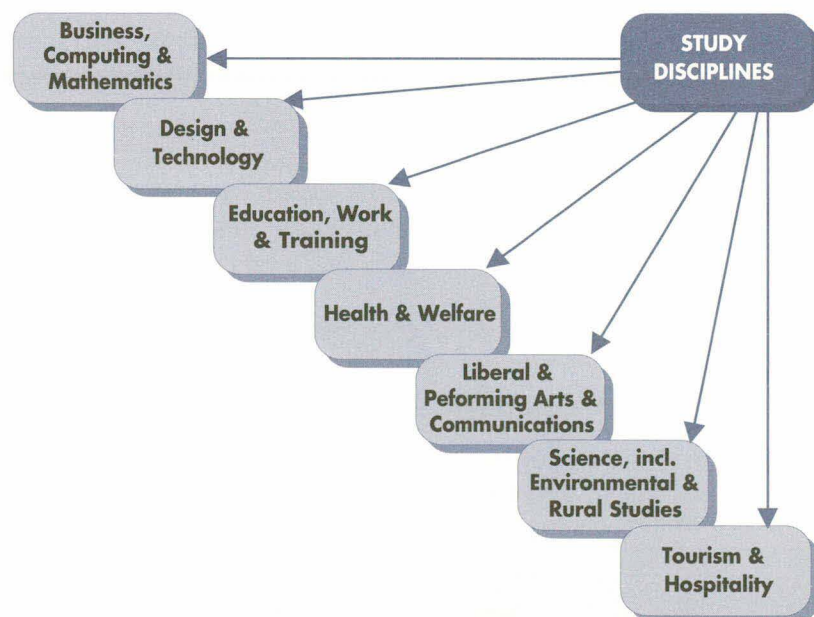 Business,
Computing &
Mathematics
STUDY
DISCIPLINES
Design &
Technology
Education, Work
& Training
Health & Welfare
Liberal &
Peforming Arts &
Communications
Science, incl.
Environmental &
Rural Studies
Tourism &
Hospitality